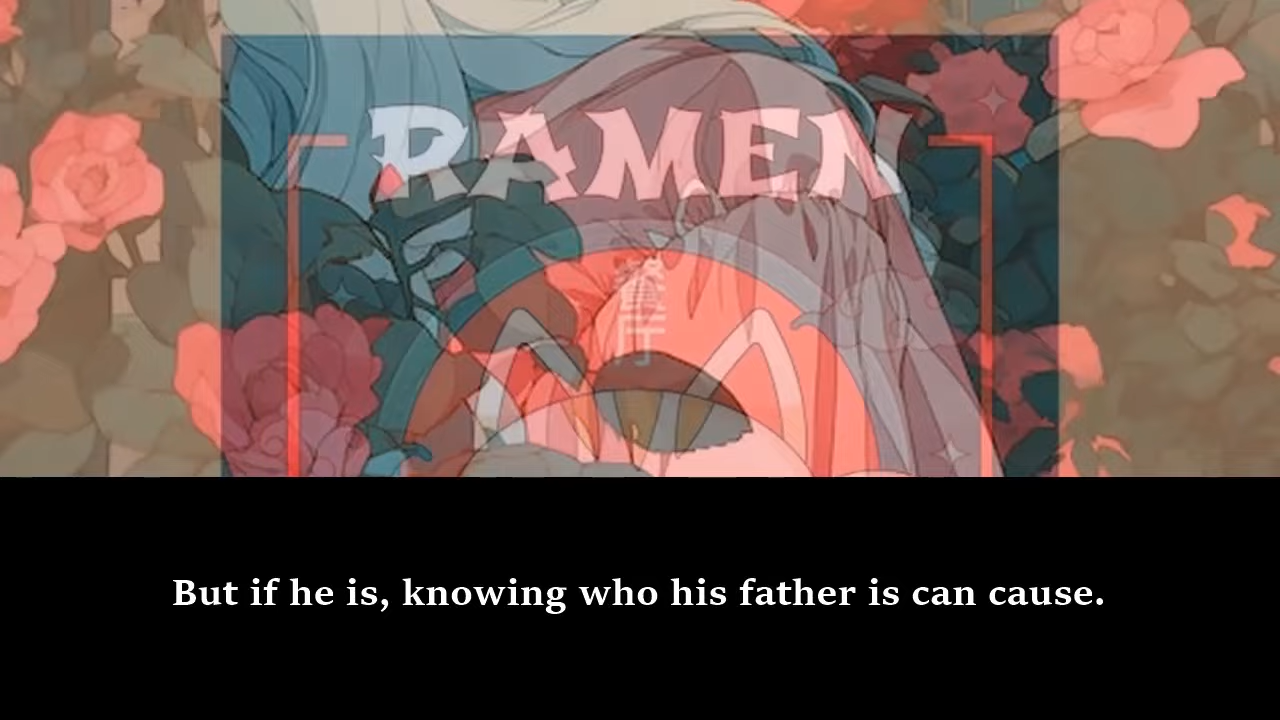 RAMEN
But if he is, knowing who his father is can cause.